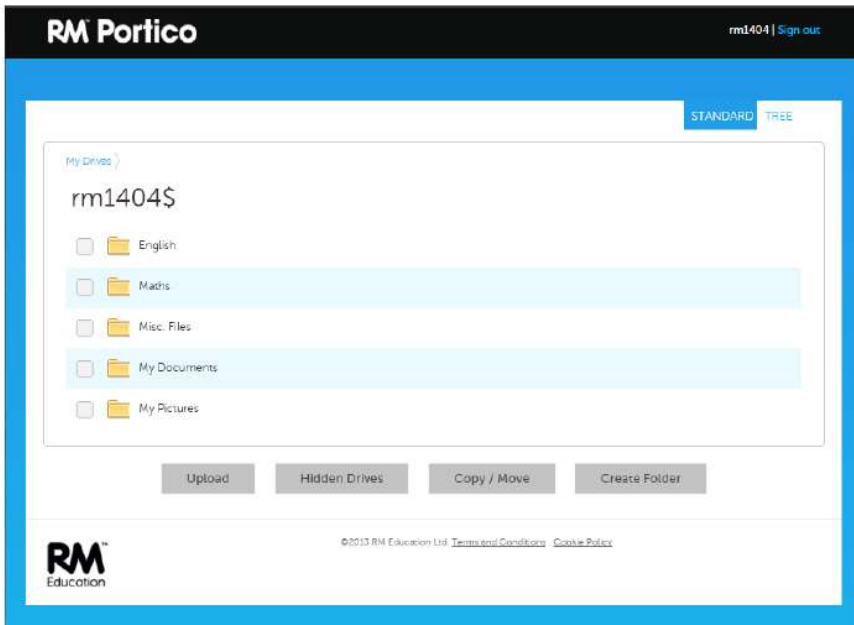 RM Portico
rm1404 | Sign out
STANDARD TREE
My Drives
rm1404$
English
Maths
Misc. Files
My Documents
My Pictures
Upload Hidden Drives Copy / Move Create Folder
©2013 RM Education Ltd. Terms and Conditions Cookie Policy
RM™
Education